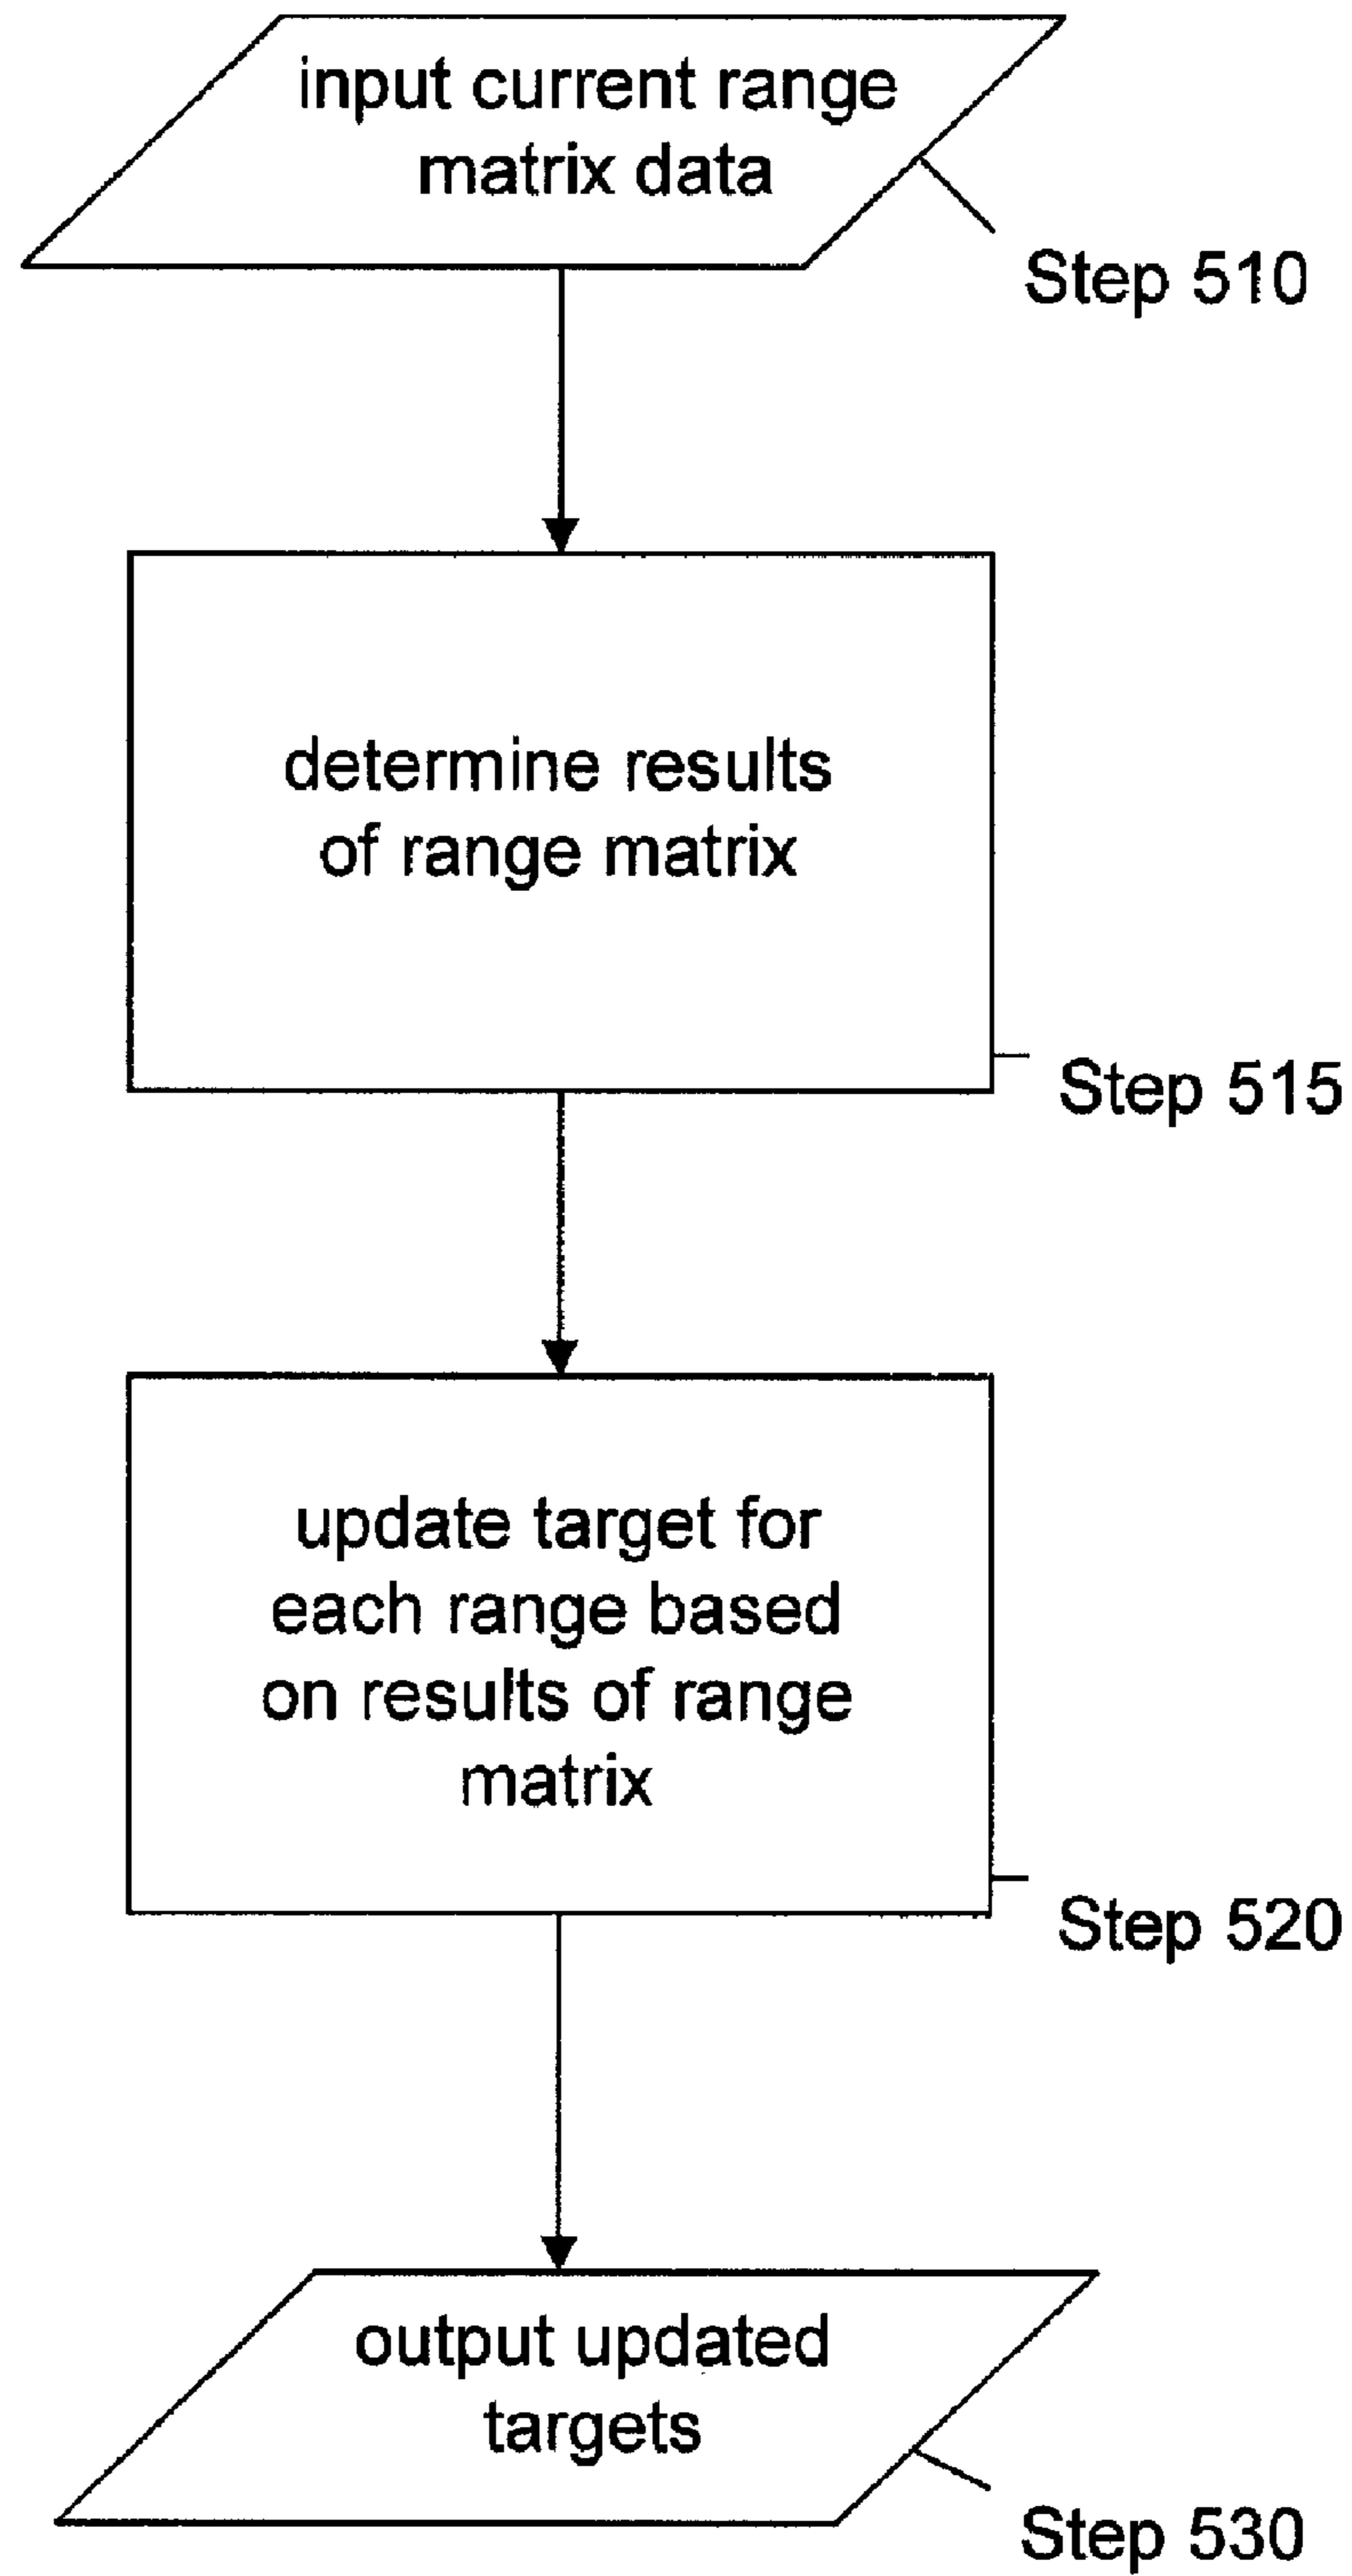 input current range
matrix data
Step 510
determine results
of range matrix
Step 515
update target for
each range based
on results of range
matrix
Step 520
output updated
targets
Step 530